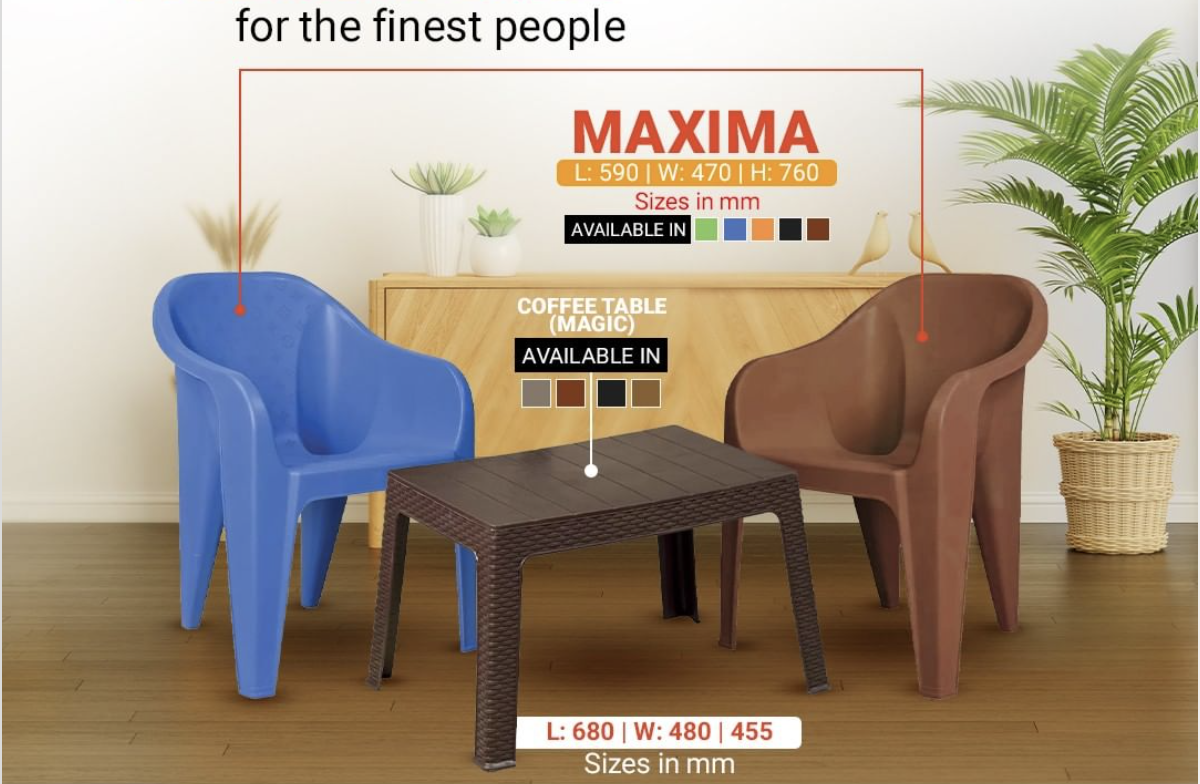 for the finest people
MAXIMA
L: 590 | W: 470 | H: 760
Sizes in mm
AVAILABLE IN
COFFEE TABLE
(MAGIC)
AVAILABLE IN
L: 680 | W: 480 | 455
Sizes in mm